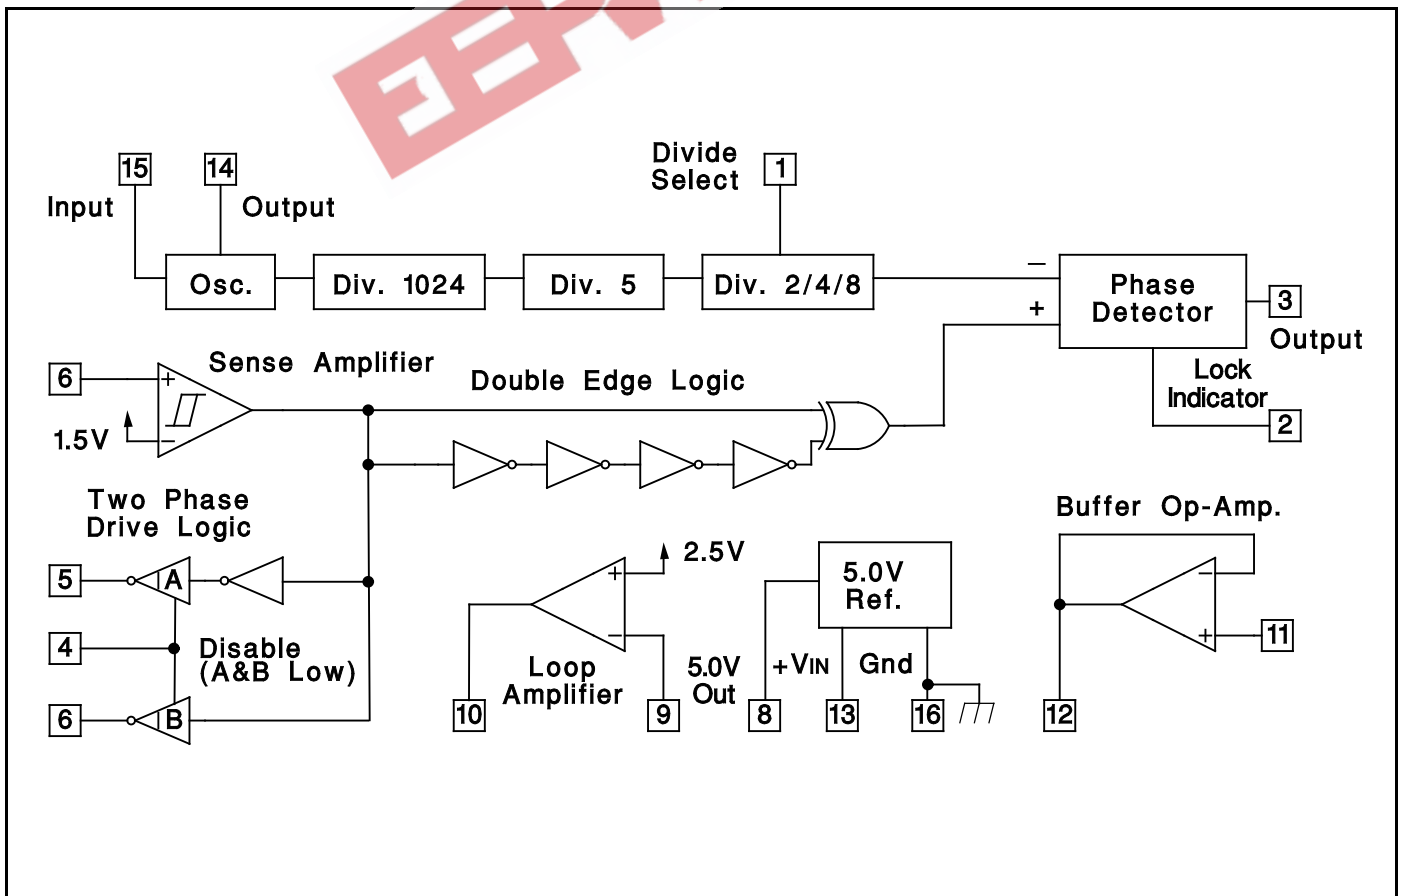 15
14
Divide
Select
1
Input
Output
Osc.
Div. 1024
Div. 5
Div. 2/4/8
−
+
Phase
Detector
3
Output
Lock
Indicator
2
6
+
1.5V
−
Sense Amplifier
Double Edge Logic
Two Phase
Drive Logic
5
A
4
Disable
(A&B Low)
6
B
+
2.5V
−
Loop
Amplifier
10
9
5.0V
Out
5.0V
Ref.
+VIN
Gnd
8
13
16
Buffer Op-Amp.
−
+
11
12